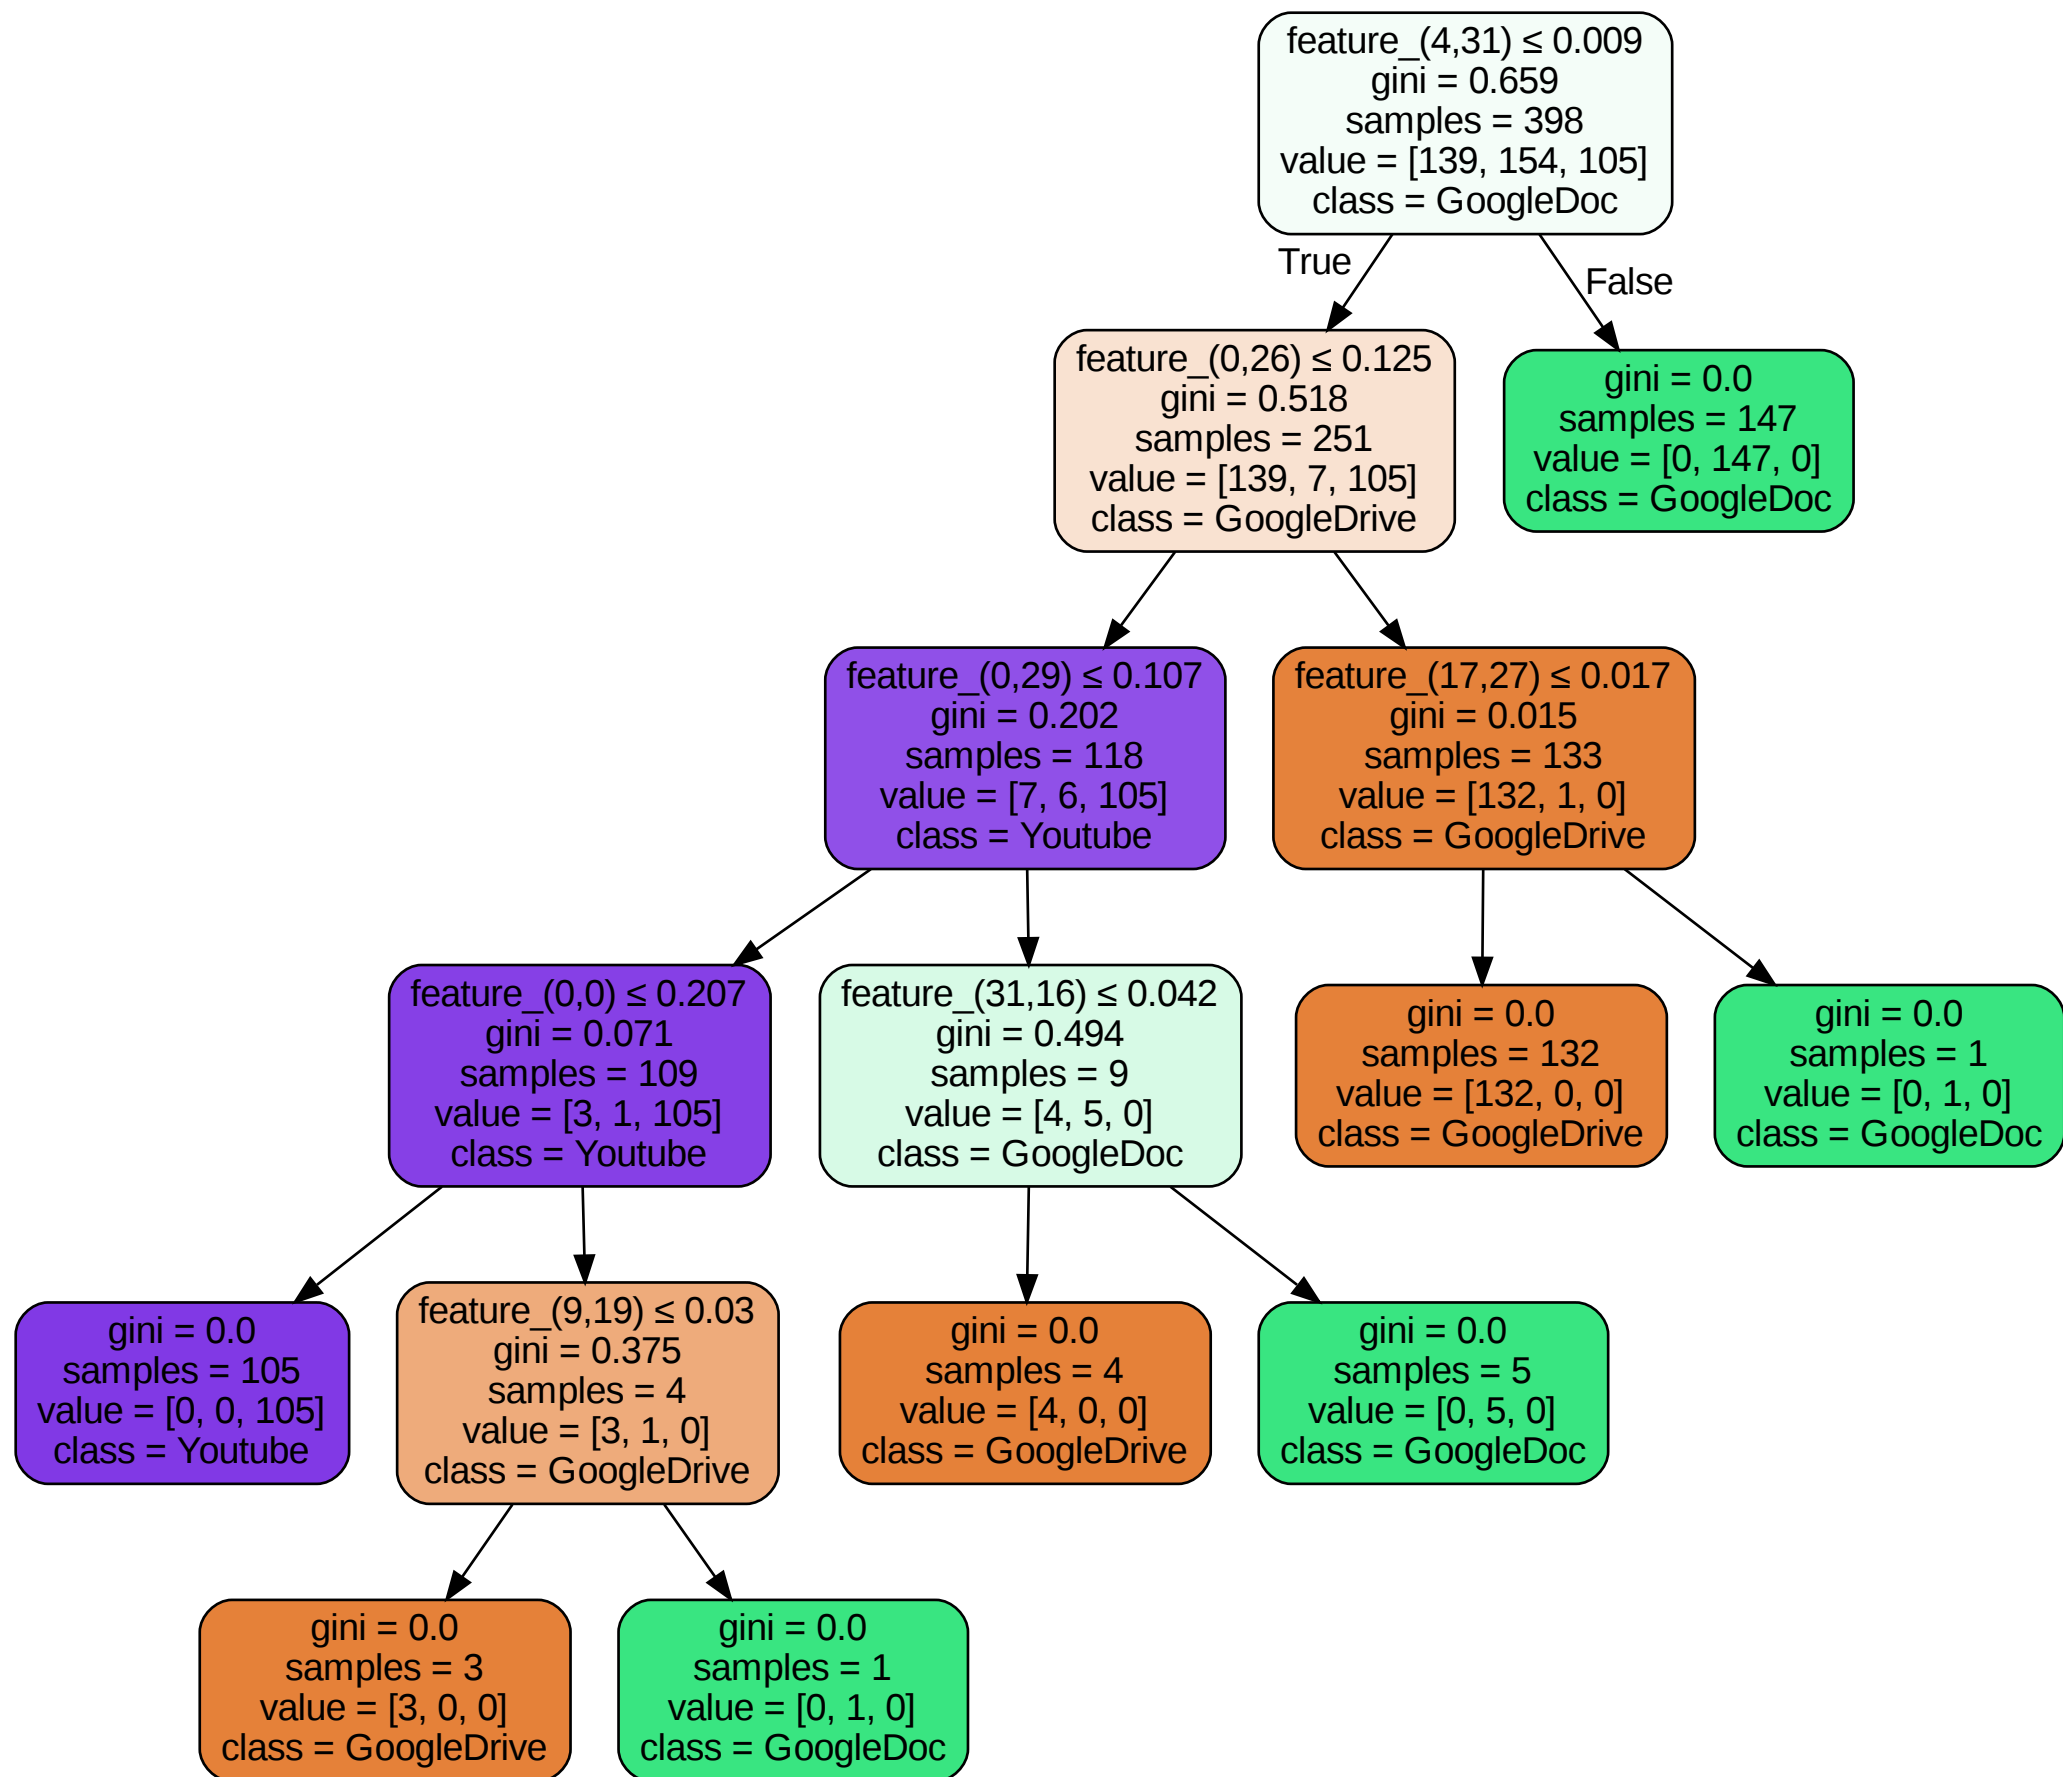 feature_(4,31) ≤ 0.009
gini = 0.659
samples = 398
value = [139, 154, 105]
class = GoogleDoc
True
False
feature_(0,26) ≤ 0.125
gini = 0.518
samples = 251
value = [139, 7, 105]
class = GoogleDrive
gini = 0.0
samples = 147
value = [0, 147, 0]
class = GoogleDoc
feature_(0,29) ≤ 0.107
gini = 0.202
samples = 118
value = [7, 6, 105]
class = Youtube
feature_(17,27) ≤ 0.017
gini = 0.015
samples = 133
value = [132, 1, 0]
class = GoogleDrive
feature_(0,0) ≤ 0.207
gini = 0.071
samples = 109
value = [3, 1, 105]
class = Youtube
feature_(31,16) ≤ 0.042
gini = 0.494
samples = 9
value = [4, 5, 0]
class = GoogleDoc
gini = 0.0
samples = 132
value = [132, 0, 0]
class = GoogleDrive
gini = 0.0
samples = 1
value = [0, 1, 0]
class = GoogleDoc
gini = 0.0
samples = 105
value = [0, 0, 105]
class = Youtube
feature_(9,19) ≤ 0.03
gini = 0.375
samples = 4
value = [3, 1, 0]
class = GoogleDrive
gini = 0.0
samples = 4
value = [4, 0, 0]
class = GoogleDrive
gini = 0.0
samples = 5
value = [0, 5, 0]
class = GoogleDoc
gini = 0.0
samples = 3
value = [3, 0, 0]
class = GoogleDrive
gini = 0.0
samples = 1
value = [0, 1, 0]
class = GoogleDoc